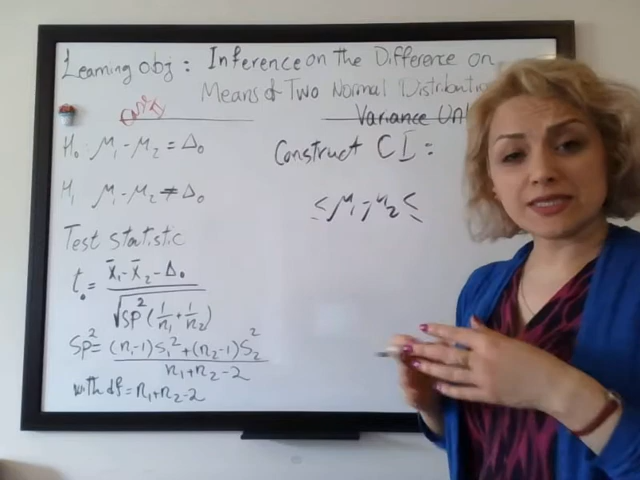 Learning obj: Inference on the Difference on
Means of Two Normal Distributio
Variance UN
Case I
H₀: μ₁-μ₂ = Δ₀
H₁ μ₁-μ₂ ≠ Δ₀
Test statistic
t₀ = x̄₁-x̄₂-Δ₀ / √(SP² (1/n₁ + 1/n₂))
SP² = (n₁-1)S₁² + (n₂-1)S₂² / n₁+n₂-2
with df = n₁+n₂-2
Construct CI:
≤ μ₁-μ₂ ≤